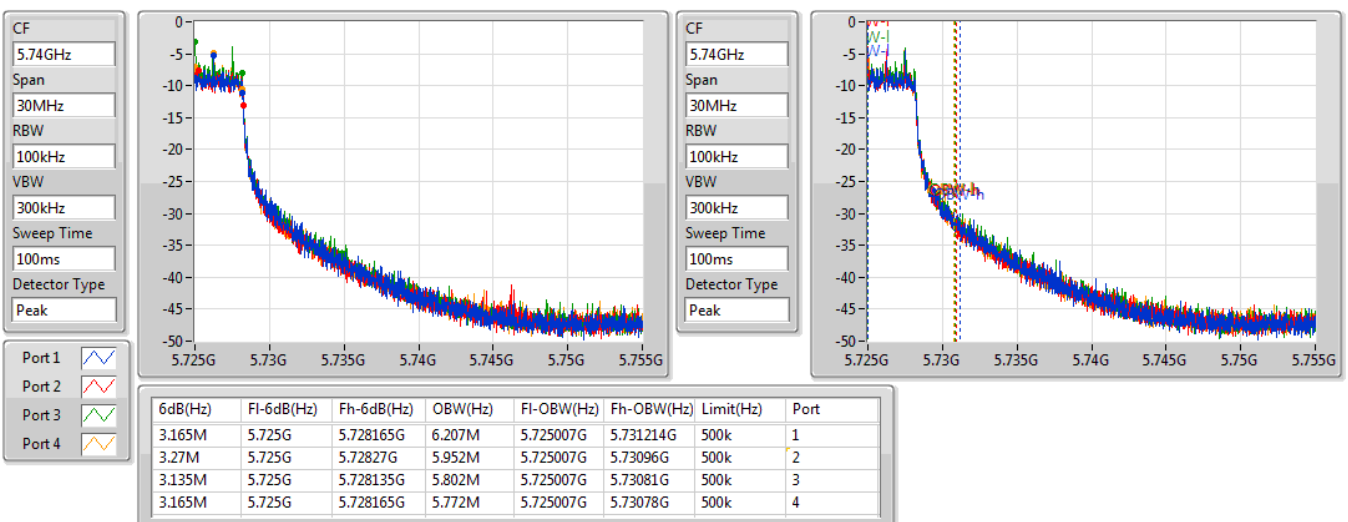 CF
5.74GHz
Span
30MHz
RBW
100kHz
VBW
300kHz
Sweep Time
100ms
Detector Type
Peak
0
-5
-10
-15
-20
-25
-30
-35
-40
-45
-50
5.725G 5.73G 5.735G 5.74G 5.745G 5.75G 5.755G
CF
5.74GHz
Span
30MHz
RBW
100kHz
VBW
300kHz
Sweep Time
100ms
Detector Type
Peak
0
-5
-10
-15
-20
-25
-30
-35
-40
-45
-50
W-l
W-l
W-l
OBW-h
5.725G 5.73G 5.735G 5.74G 5.745G 5.75G 5.755G
Port 1
Port 2
Port 3
Port 4
6dB(Hz) Fl-6dB(Hz) Fh-6dB(Hz) OBW(Hz) Fl-OBW(Hz) Fh-OBW(Hz) Limit(Hz) Port
3.165M 5.725G 5.728165G 6.207M 5.725007G 5.731214G 500k 1
3.27M 5.725G 5.72827G 5.952M 5.725007G 5.73096G 500k 2
3.135M 5.725G 5.728135G 5.802M 5.725007G 5.73081G 500k 3
3.165M 5.725G 5.728165G 5.772M 5.725007G 5.73078G 500k 4